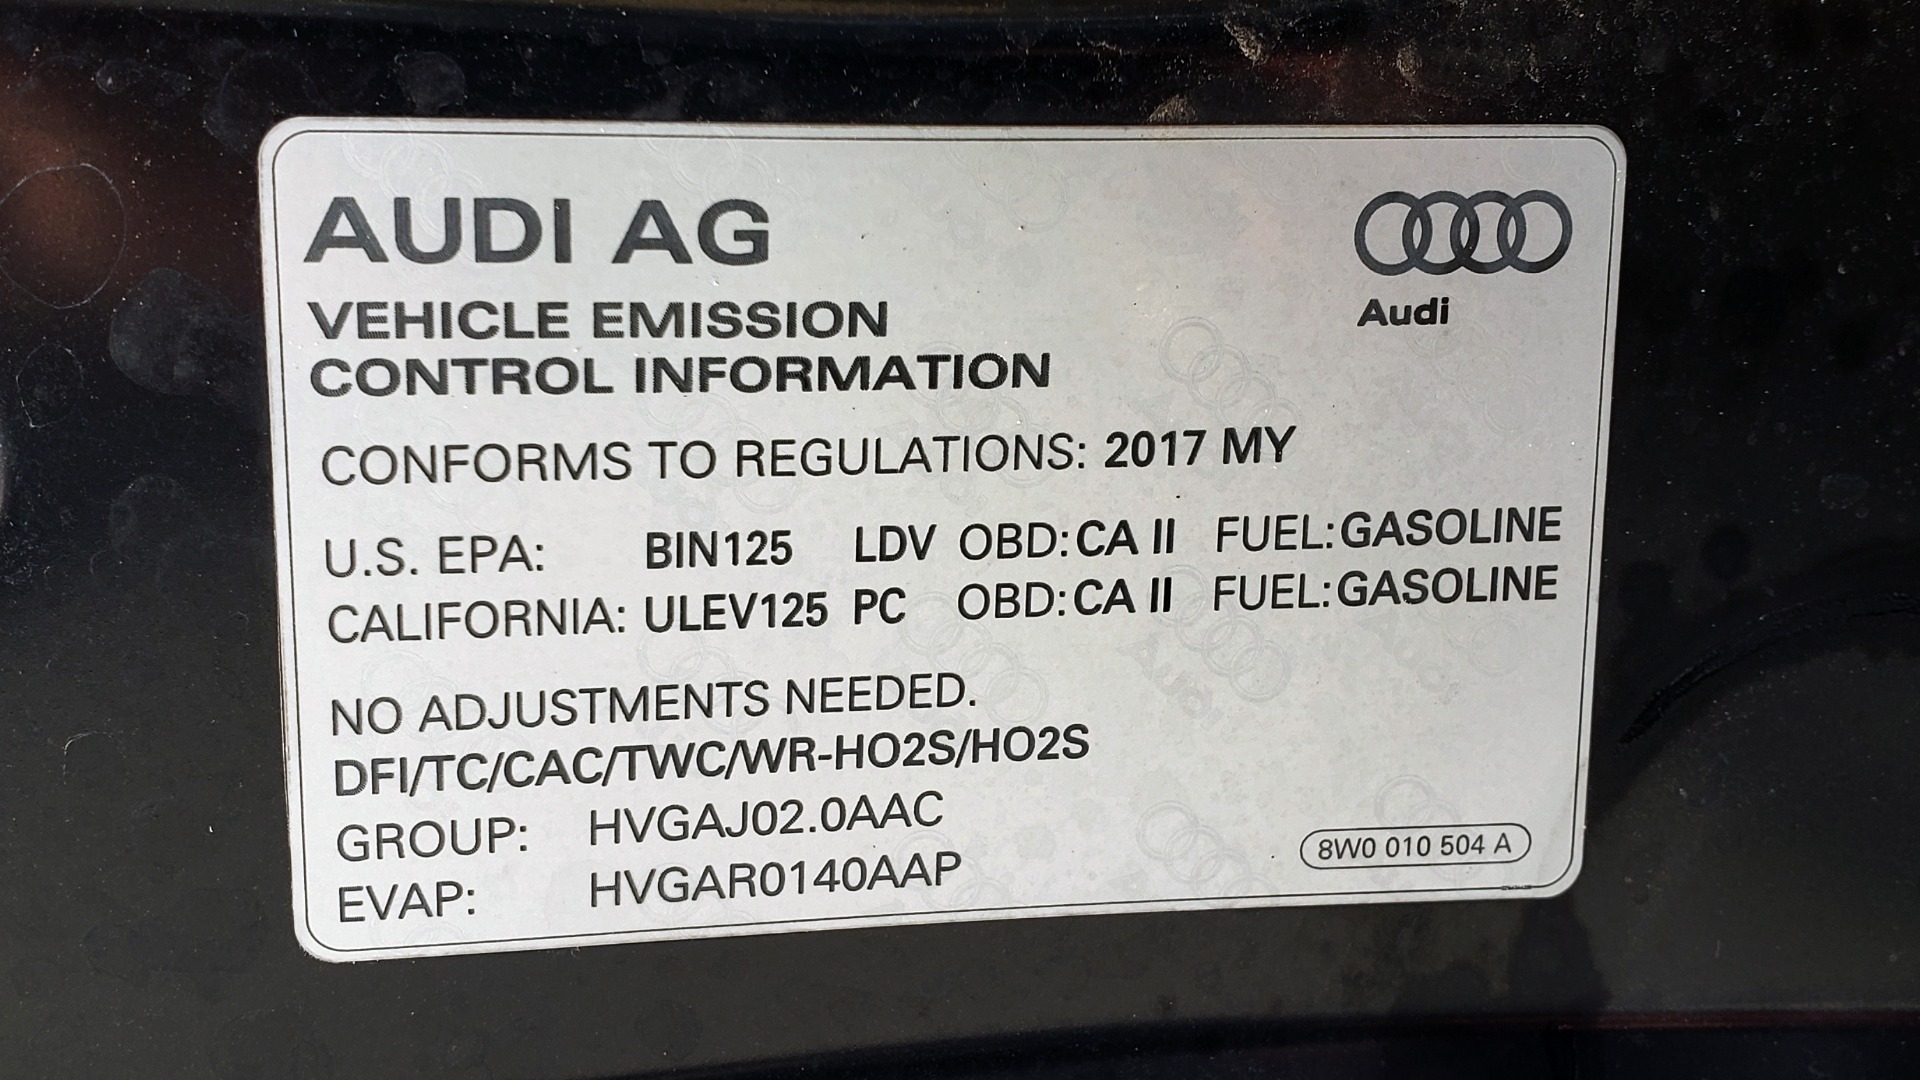 AUDI AG
Audi
VEHICLE EMISSION
CONTROL INFORMATION
CONFORMS TO REGULATIONS: 2017 MY
U.S. EPA: BIN125 LDV OBD: CA II FUEL: GASOLINE
CALIFORNIA: ULEV125 PC OBD: CA II FUEL: GASOLINE
NO ADJUSTMENTS NEEDED.
DFI/TC/CAC/TWC/WR-HO2S/HO2S
GROUP: HVGAJ02.0AAC
EVAP: HVGAR0140AAP
8W0 010 504 A